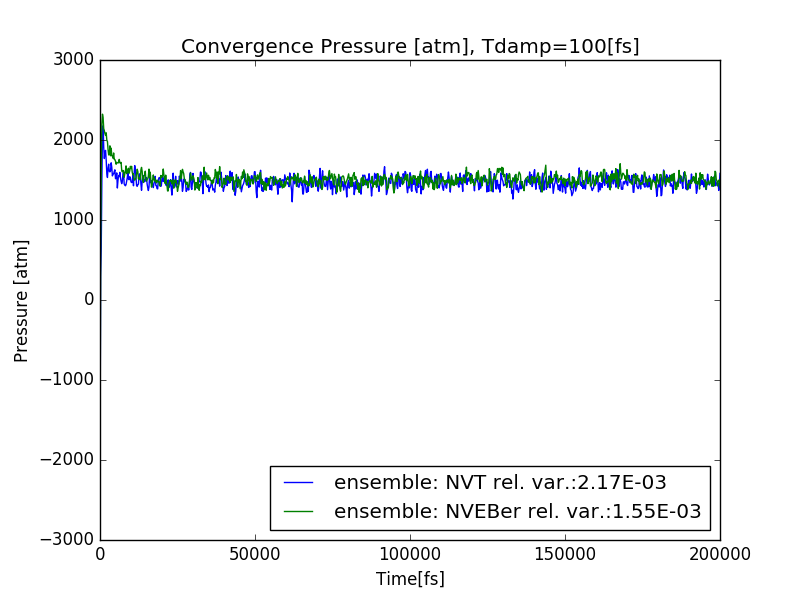 Convergence Pressure [atm], Tdamp=100[fs]
3000
2000
1000
0
−1000
−2000
−3000
Pressure [atm]
ensemble: NVT rel. var.:2.17E-03
ensemble: NVEBer rel. var.:1.55E-03
0 50000 100000 150000 200000
Time[fs]